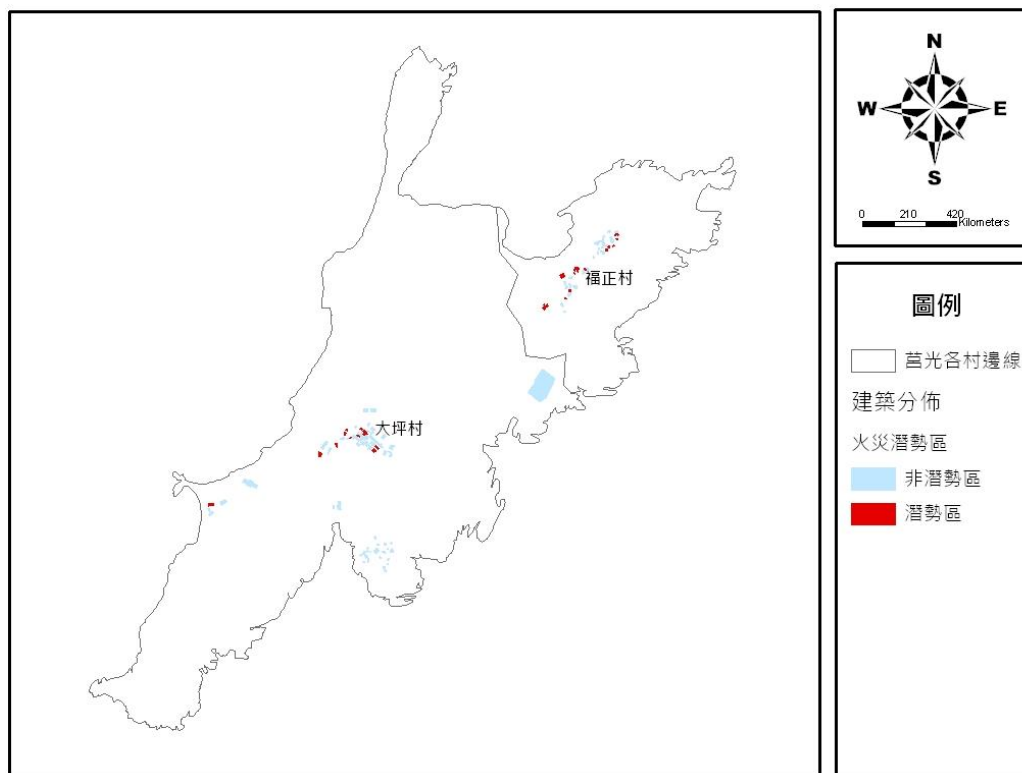 N
W E
S
0 210 420
Kilometers
福正村
大坪村
圖例
莒光各村邊線
建築分佈
火災潛勢區
非潛勢區
潛勢區